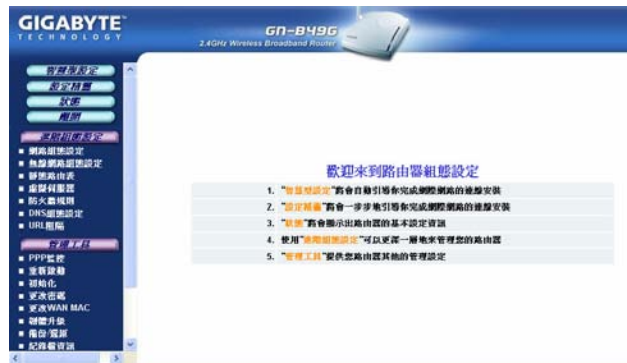 GIGABYTE
TECHNOLOGY
GN-B49G
2.4GHz Wireless Broadband Router
智慧型設定
設定精靈
狀態
離開
進階組態設定
網路組態設定
無線網路組態設定
靜態路由表
虛擬伺服器
防火牆規則
DNS組態設定
URL阻隔
管理工具
PPP監控
重新啟動
初始化
更改密碼
更改WAN MAC
韌體升級
備份/還原
紀錄檔資訊
歡迎來到路由器組態設定
1. "智慧型設定"將會自動引導你完成網際網路的連線安裝
2. "設定精靈"將會一步步地引導你完成網際網路的連線安裝
3. "狀態"將會顯示出路由器的基本設定資訊
4. 使用"進階組態設定"可以更深一層地來管理您的路由器
5. "管理工具"提供您路由器其他的管理設定